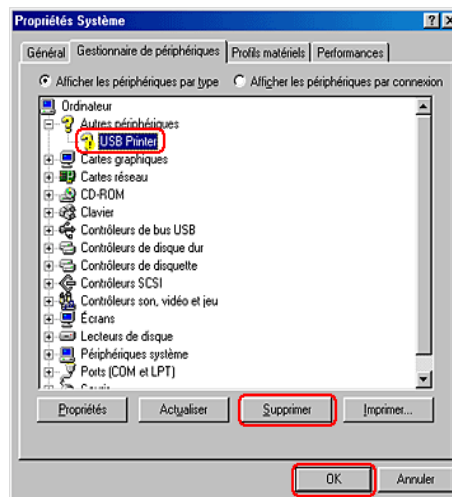 Propriétés Système
Général Gestionnaire de périphériques Profils matériels Performances
Afficher les périphériques par type Afficher les périphériques par connexion
Ordinateur
Autres périphériques
USB Printer
Cartes graphiques
Cartes réseau
CD-ROM
Clavier
Contrôleurs de bus USB
Contrôleurs de disque dur
Contrôleurs de disquette
Contrôleurs SCSI
Contrôleurs son, vidéo et jeu
Écrans
Lecteurs de disque
Périphériques système
Ports (COM et LPT)
Propriétés Actualiser Supprimer Imprimer...
OK Annuler